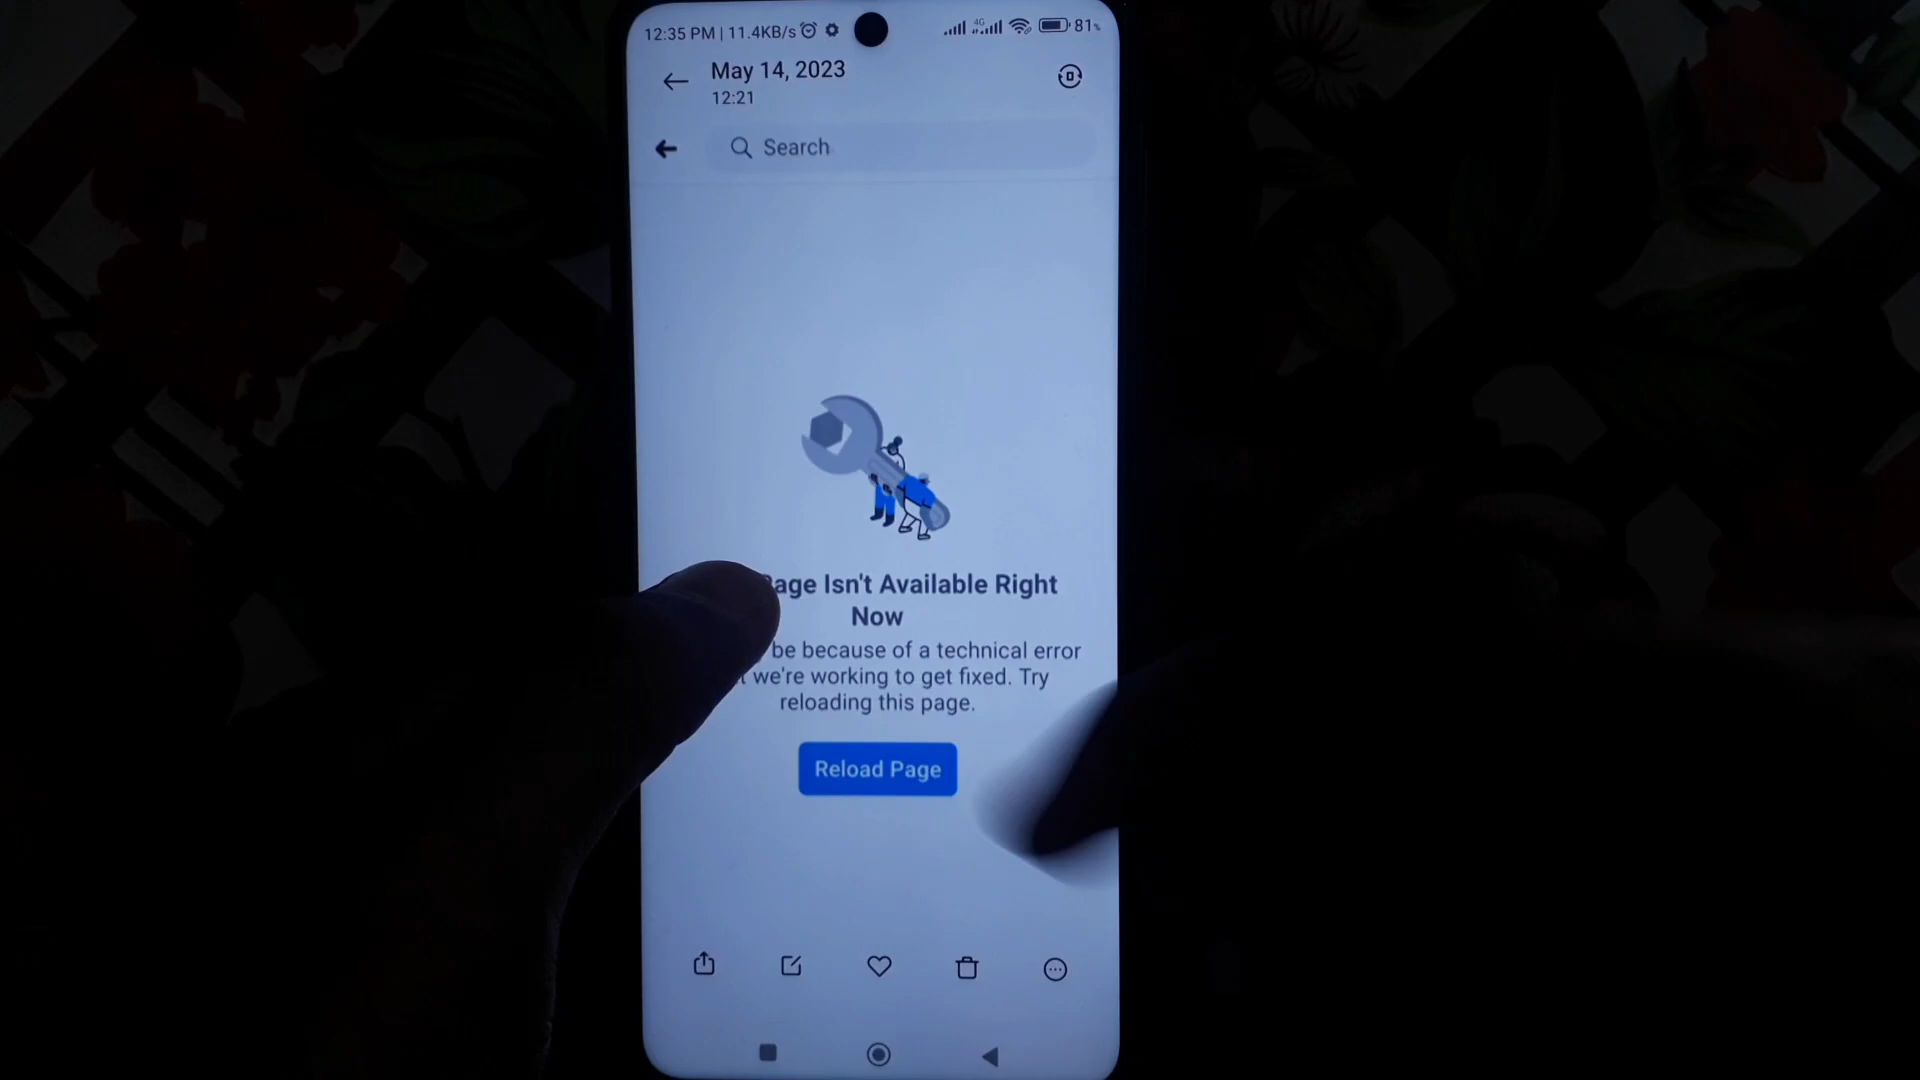 12:35 PM | 11.4KB/s 4G 81%
May 14, 2023
12:21
Search
age Isn't Available Right
Now
be because of a technical error
we're working to get fixed. Try
reloading this page.
Reload Page